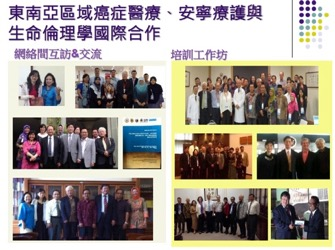 東南亞區域癌症醫療、安寧療護與
生命倫理學國際合作
網絡間互訪&交流
培訓工作坊